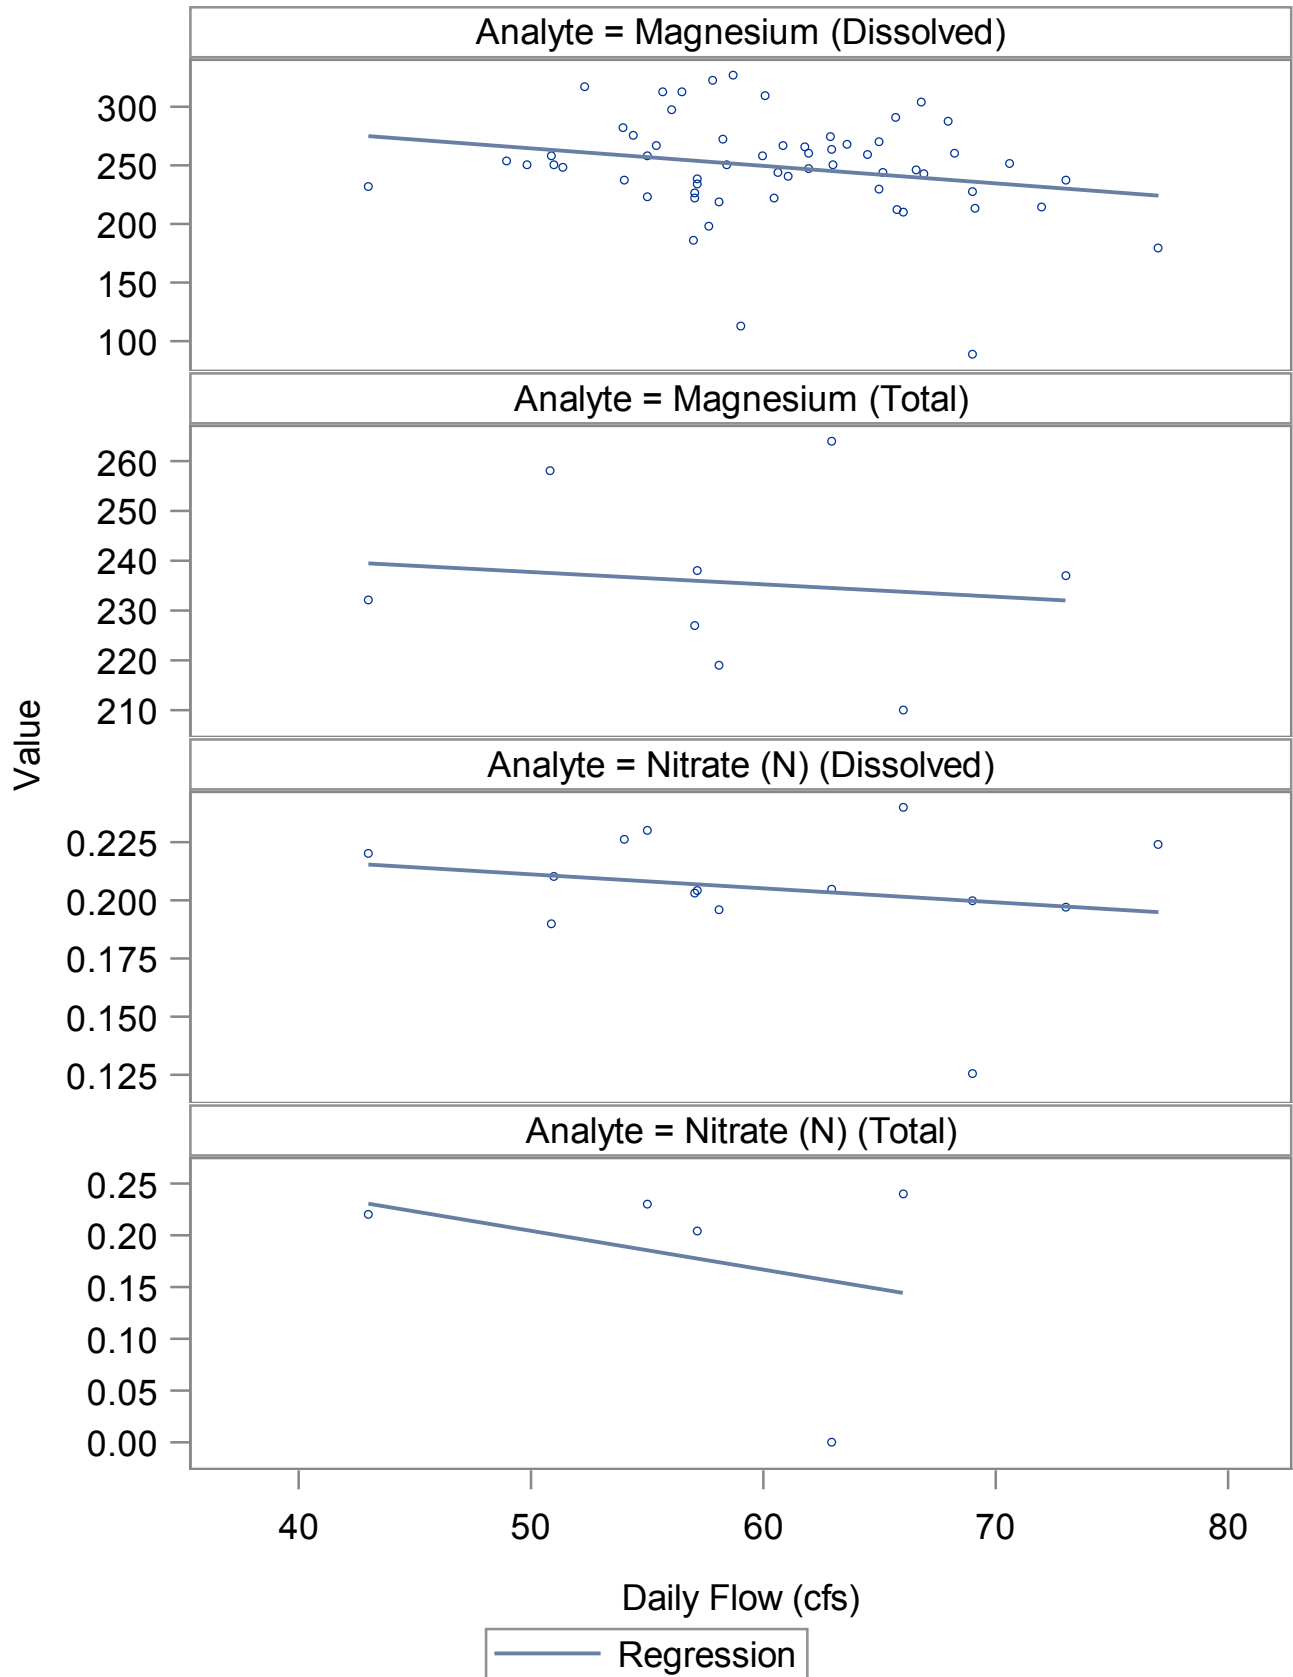 Analyte = Magnesium (Dissolved)
300
250
200
150
100
Analyte = Magnesium (Total)
260
250
240
230
220
210
Value
Analyte = Nitrate (N) (Dissolved)
0.225
0.200
0.175
0.150
0.125
Analyte = Nitrate (N) (Total)
0.25
0.20
0.15
0.10
0.05
0.00
40 50 60 70 80
Daily Flow (cfs)
Regression